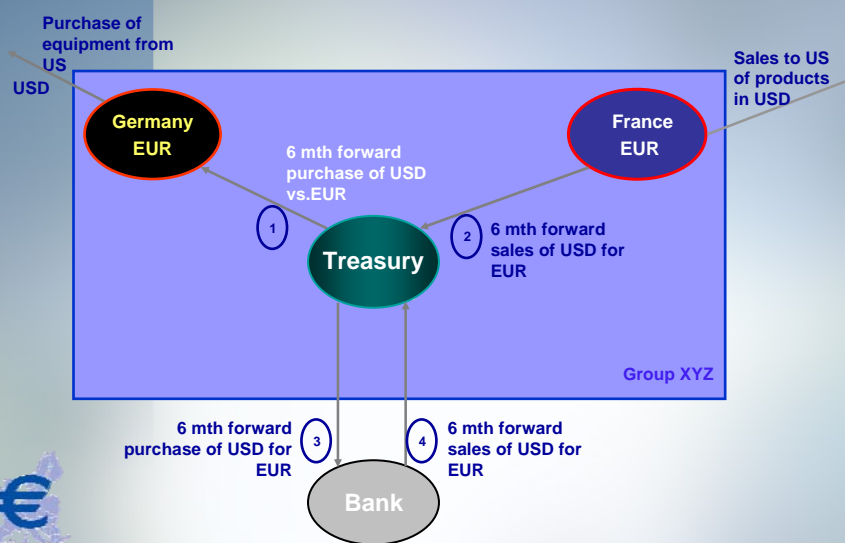 Purchase of
equipment from
US
USD
Sales to US
of products
in USD
Germany
EUR
France
EUR
6 mth forward
purchase of USD
vs.EUR
1
2
6 mth forward
sales of USD for
EUR
Treasury
Group XYZ
6 mth forward
purchase of USD for
EUR
3
4
6 mth forward
sales of USD for
EUR
Bank
€